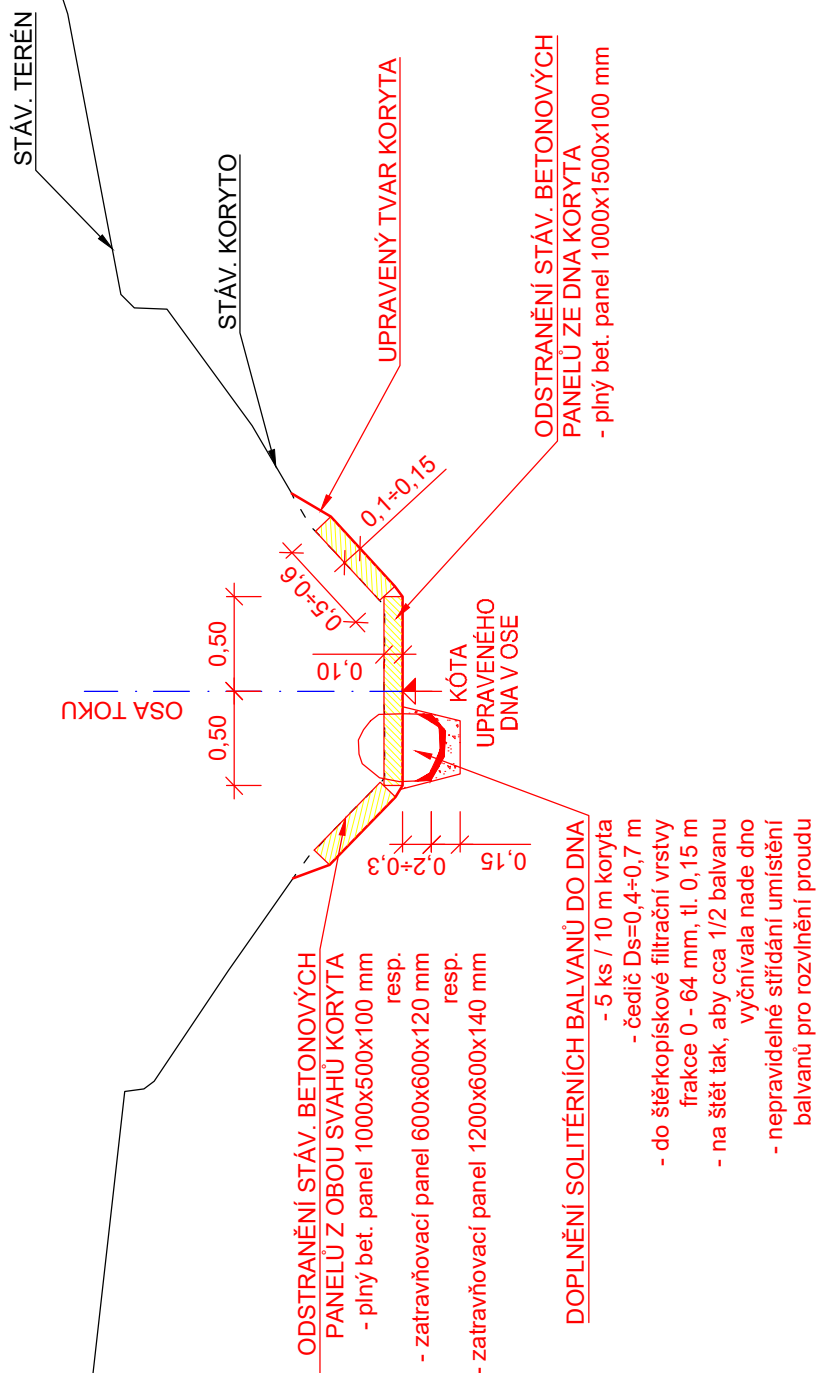 STÁV. TERÉN
STÁV. KORYTO
UPRAVENÝ TVAR KORYTA
ODSTRANĚNÍ STÁV. BETONOVÝCH
PANELŮ ZE DNA KORYTA
- plný bet. panel 1000x1500x100 mm
0,1÷0,15
0,5÷0,6
0,50
0,50
0,10
OSA TOKU
KÓTA
UPRAVENÉHO
DNA V OSE
0,2÷0,3
0,15
ODSTRANĚNÍ STÁV. BETONOVÝCH
PANELŮ Z OBOU SVAHŮ KORYTA
- plný bet. panel 1000x500x100 mm
resp.
- zatravňovací panel 600x600x120 mm
resp.
- zatravňovací panel 1200x600x140 mm
DOPLNĚNÍ SOLITÉRNÍCH BALVANŮ DO DNA
- 5 ks / 10 m koryta
- čedič Ds=0,4÷0,7 m
- do štěrkopískové filtrační vrstvy
frakce 0 - 64 mm, tl. 0,15 m
- na štět tak, aby cca 1/2 balvanu
vyčnívala nade dno
- nepravidelné střídání umístění
balvanů pro rozvlnění proudu